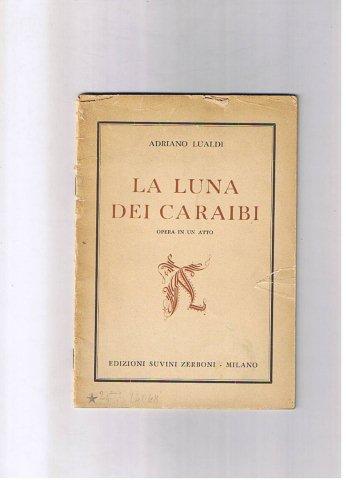 ADRIANO LUALDI
LA LUNA
DEI CARAIBI
OPERA IN UN ATTO
EDIZIONI SUVINI ZERBONI - MILANO